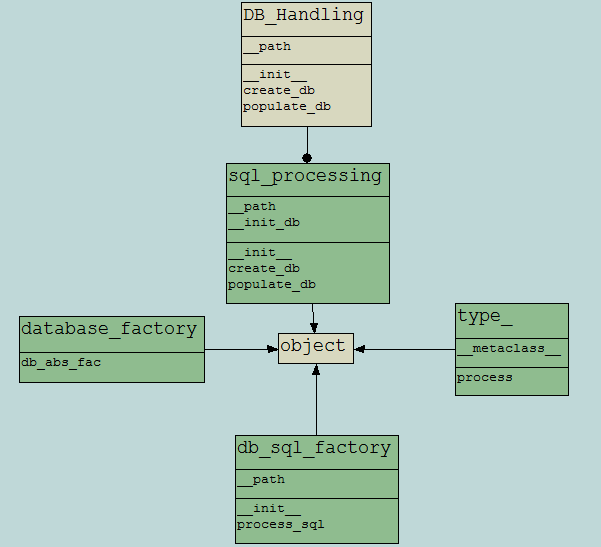 DB_Handling
__path
__init__
create_db
populate_db
sql_processing
__path
__init_db
__init__
create_db
populate_db
database_factory
db_abs_fac
object
type_
__metaclass__
process
db_sql_factory
__path
__init__
process_sql